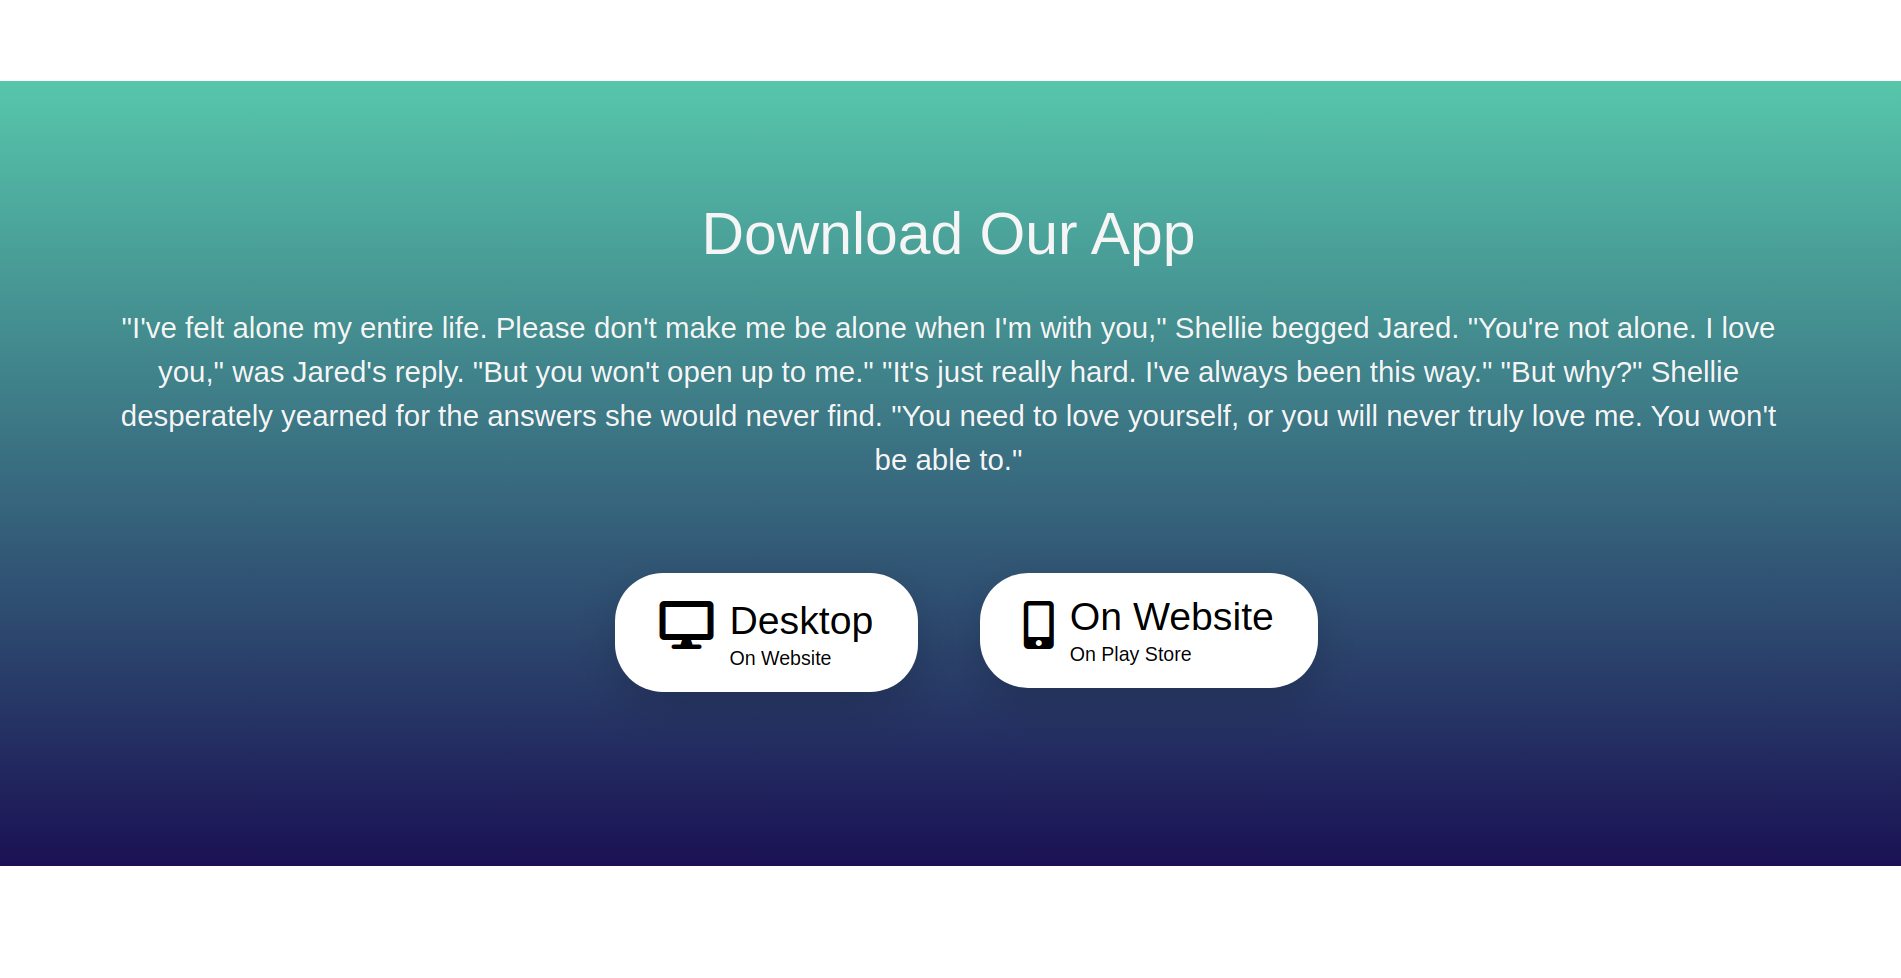 Download Our App
"I've felt alone my entire life. Please don't make me be alone when I'm with you," Shellie begged Jared. "You're not alone. I love
you," was Jared's reply. "But you won't open up to me." "It's just really hard. I've always been this way." "But why?" Shellie
desperately yearned for the answers she would never find. "You need to love yourself, or you will never truly love me. You won't
be able to."
Desktop
On Website
On Website
On Play Store